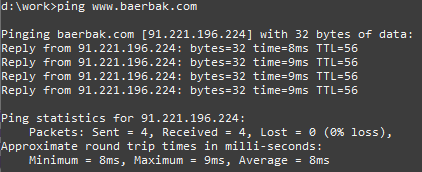 d:\work>ping www.baerbak.com
Pinging baerbak.com [91.221.196.224] with 32 bytes of data:
Reply from 91.221.196.224: bytes=32 time=8ms TTL=56
Reply from 91.221.196.224: bytes=32 time=9ms TTL=56
Reply from 91.221.196.224: bytes=32 time=9ms TTL=56
Reply from 91.221.196.224: bytes=32 time=9ms TTL=56
Ping statistics for 91.221.196.224:
Packets: Sent = 4, Received = 4, Lost = 0 (0% loss),
Approximate round trip times in milli-seconds:
Minimum = 8ms, Maximum = 9ms, Average = 8ms